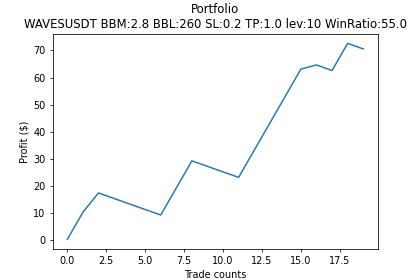 Portfolio
WAVESUSDT BBM:2.8 BBL:260 SL:0.2 TP:1.0 lev:10 WinRatio:55.0
70
60
50
40
30
20
10
0
Profit ($)
0.0 2.5 5.0 7.5 10.0 12.5 15.0 17.5
Trade counts